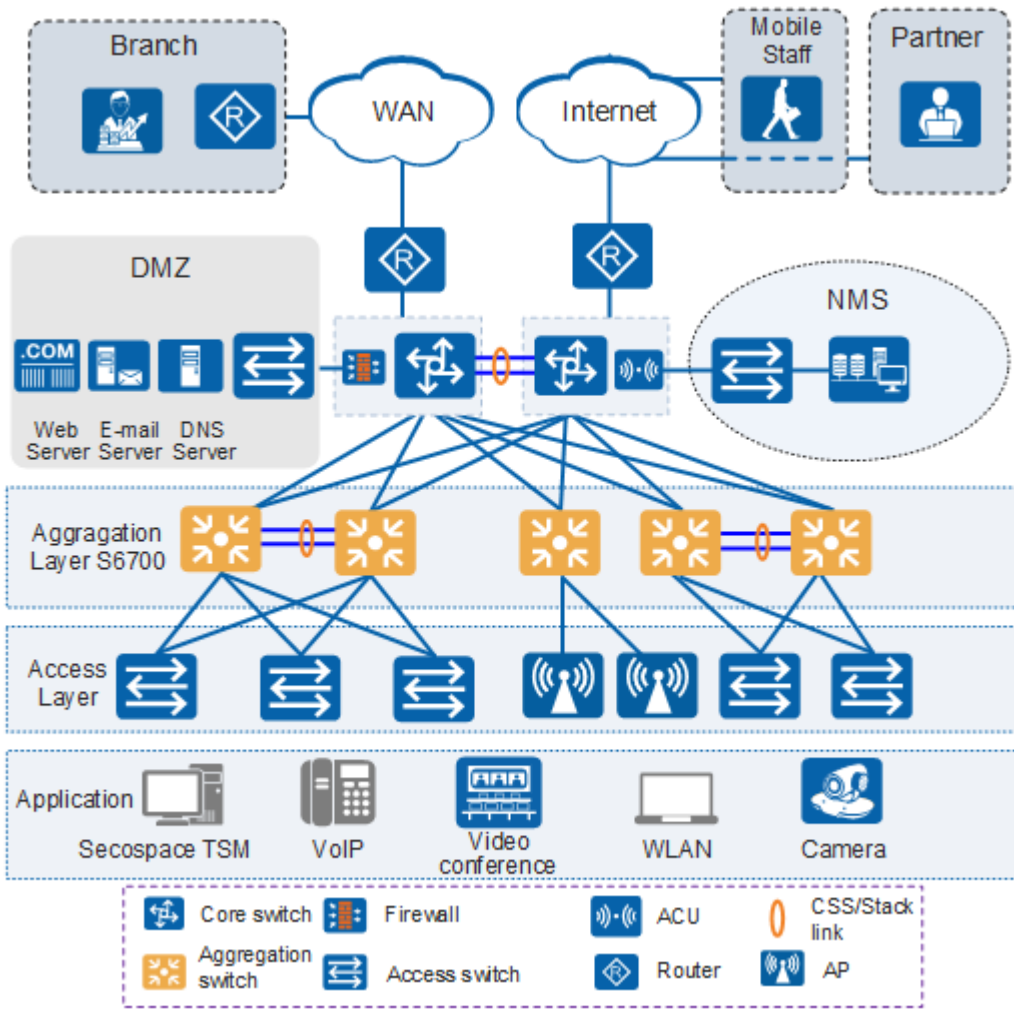 Branch
WAN
Internet
Mobile
Staff
Partner
R
R
R
DMZ
.COM
Web
Server
E-mail
Server
DNS
Server
NMS
Aggragation
Layer S6700
Access
Layer
Application
Secospace TSM
VoIP
Video
conference
WLAN
Camera
Core switch
Firewall
ACU
CSS/Stack
link
Aggregation
switch
Access switch
R
Router
AP